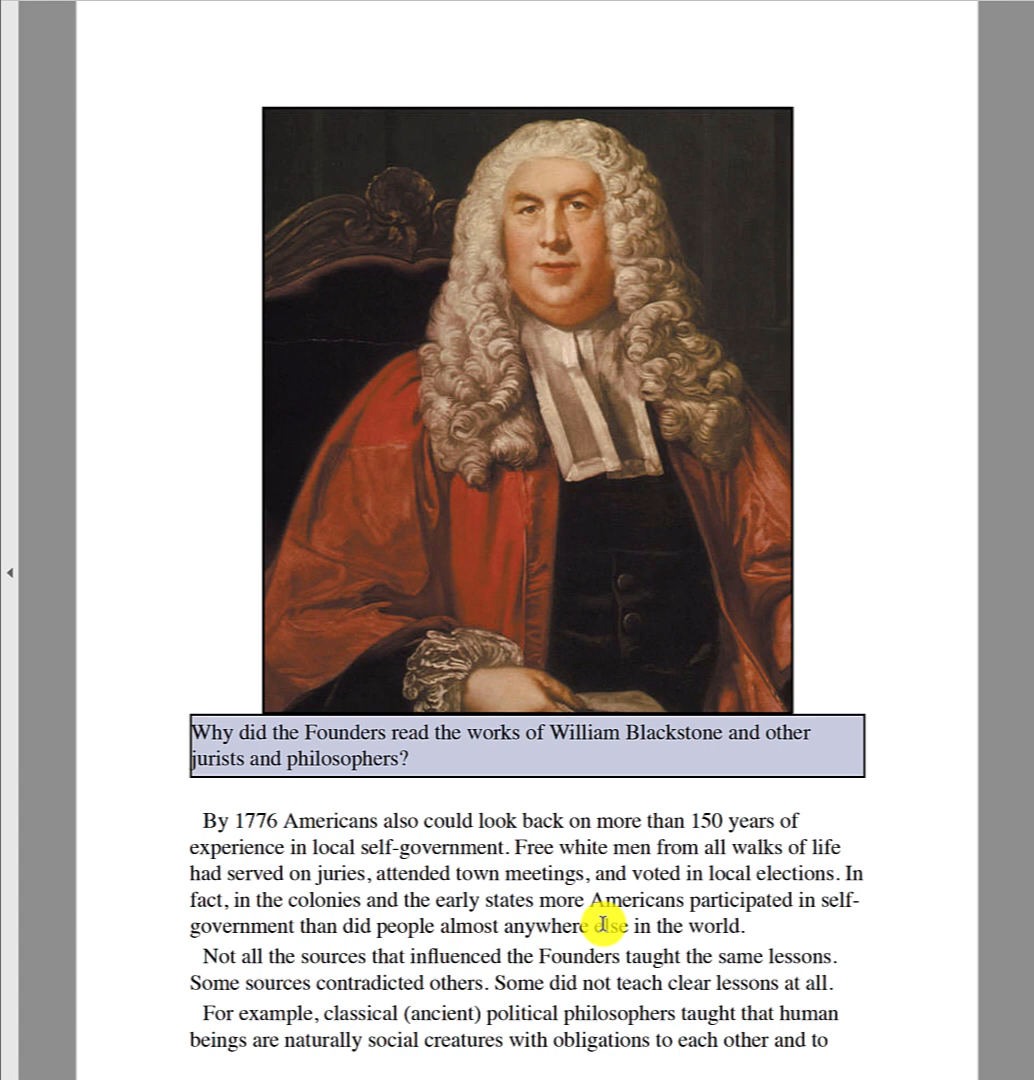 Why did the Founders read the works of William Blackstone and other
jurists and philosophers?
By 1776 Americans also could look back on more than 150 years of
experience in local self-government. Free white men from all walks of life
had served on juries, attended town meetings, and voted in local elections. In
fact, in the colonies and the early states more Americans participated in self-
government than did people almost anywhere else in the world.
Not all the sources that influenced the Founders taught the same lessons.
Some sources contradicted others. Some did not teach clear lessons at all.
For example, classical (ancient) political philosophers taught that human
beings are naturally social creatures with obligations to each other and to